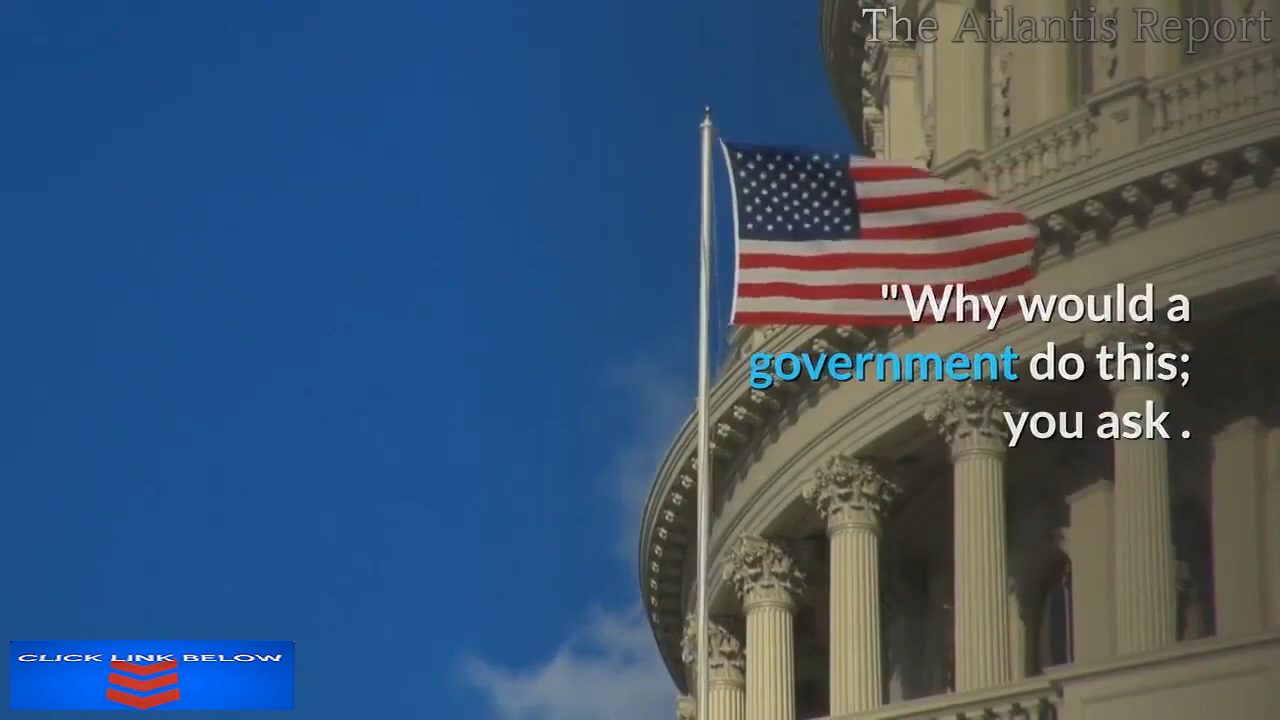 The Atlantis Report
"Why would a
government do this;
you ask .
CLICK LINK BELOW